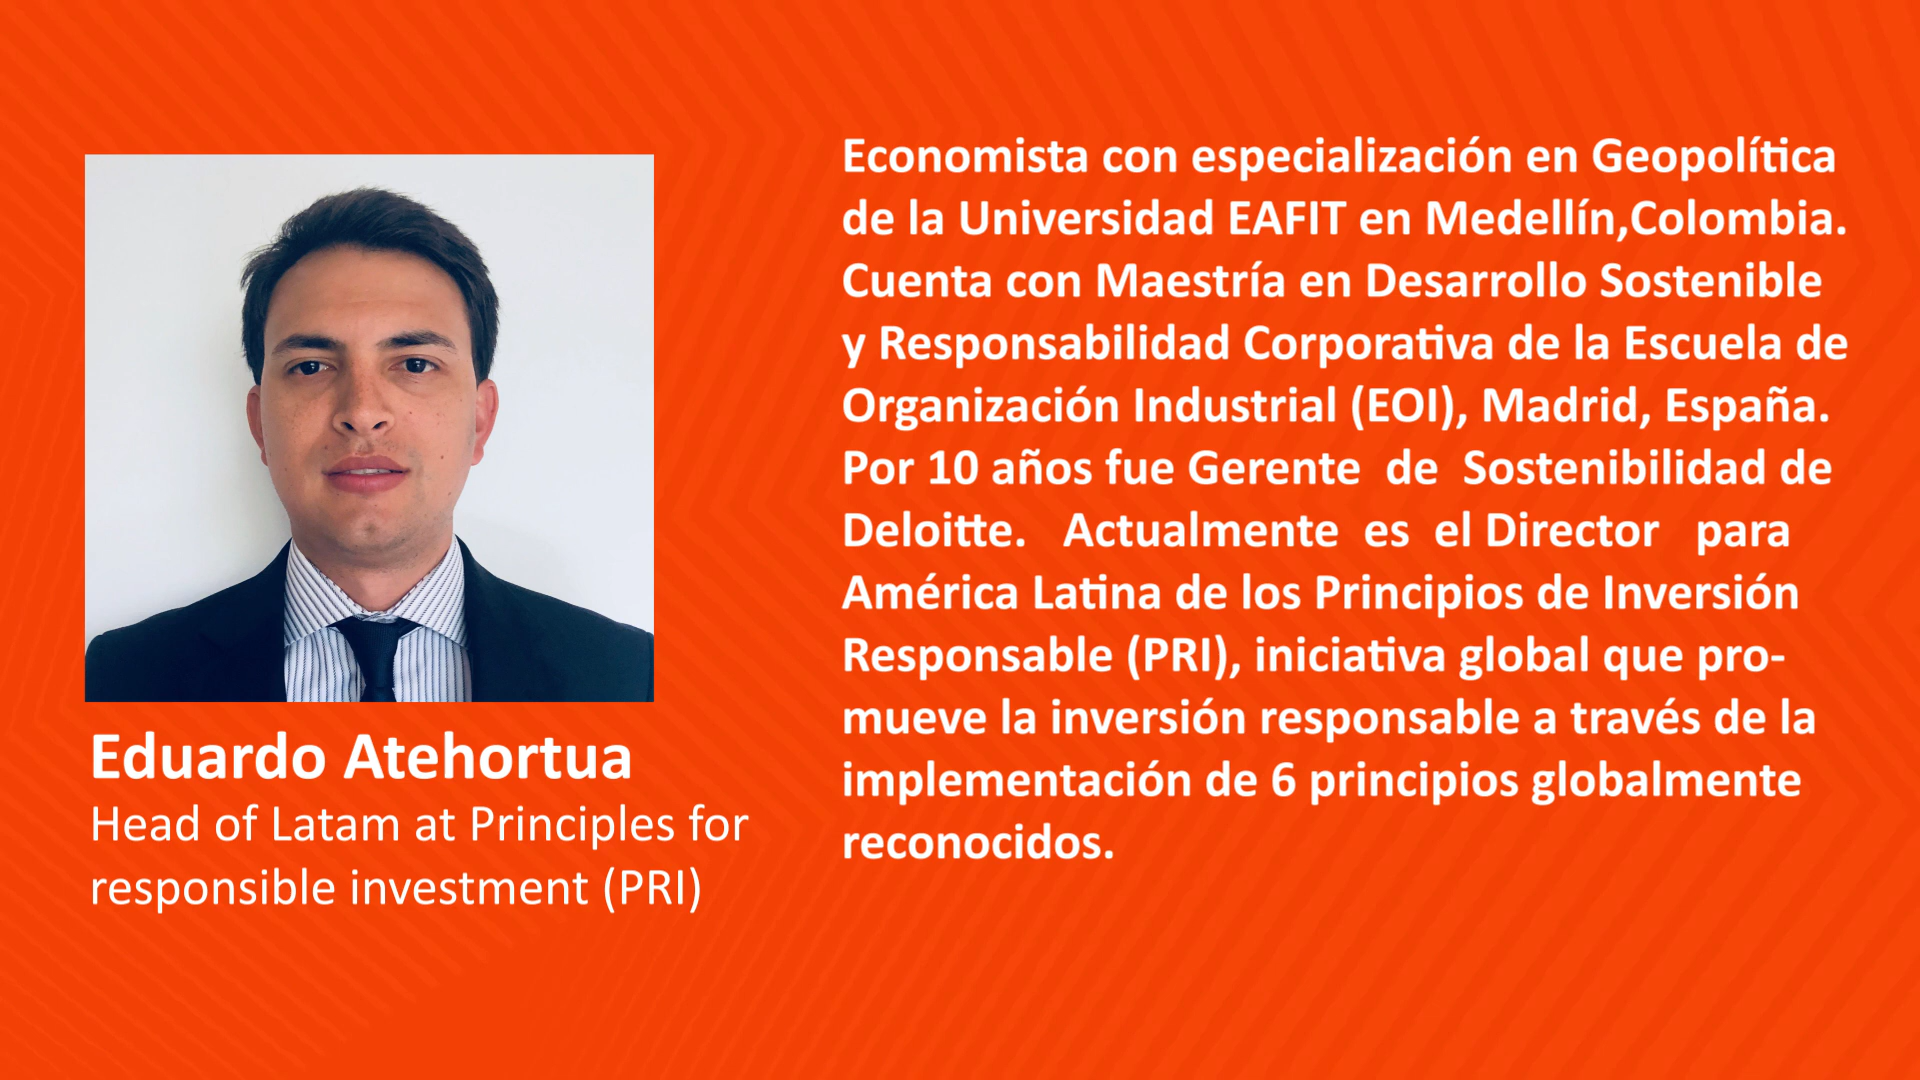 Eduardo Atehortua
Head of Latam at Principles for
responsible investment (PRI)
Economista con especialización en Geopolítica
de la Universidad EAFIT en Medellín,Colombia.
Cuenta con Maestría en Desarrollo Sostenible
y Responsabilidad Corporativa de la Escuela de
Organización Industrial (EOI), Madrid, España.
Por 10 años fue Gerente de Sostenibilidad de
Deloitte. Actualmente es el Director para
América Latina de los Principios de Inversión
Responsable (PRI), iniciativa global que pro-
mueve la inversión responsable a través de la
implementación de 6 principios globalmente
reconocidos.